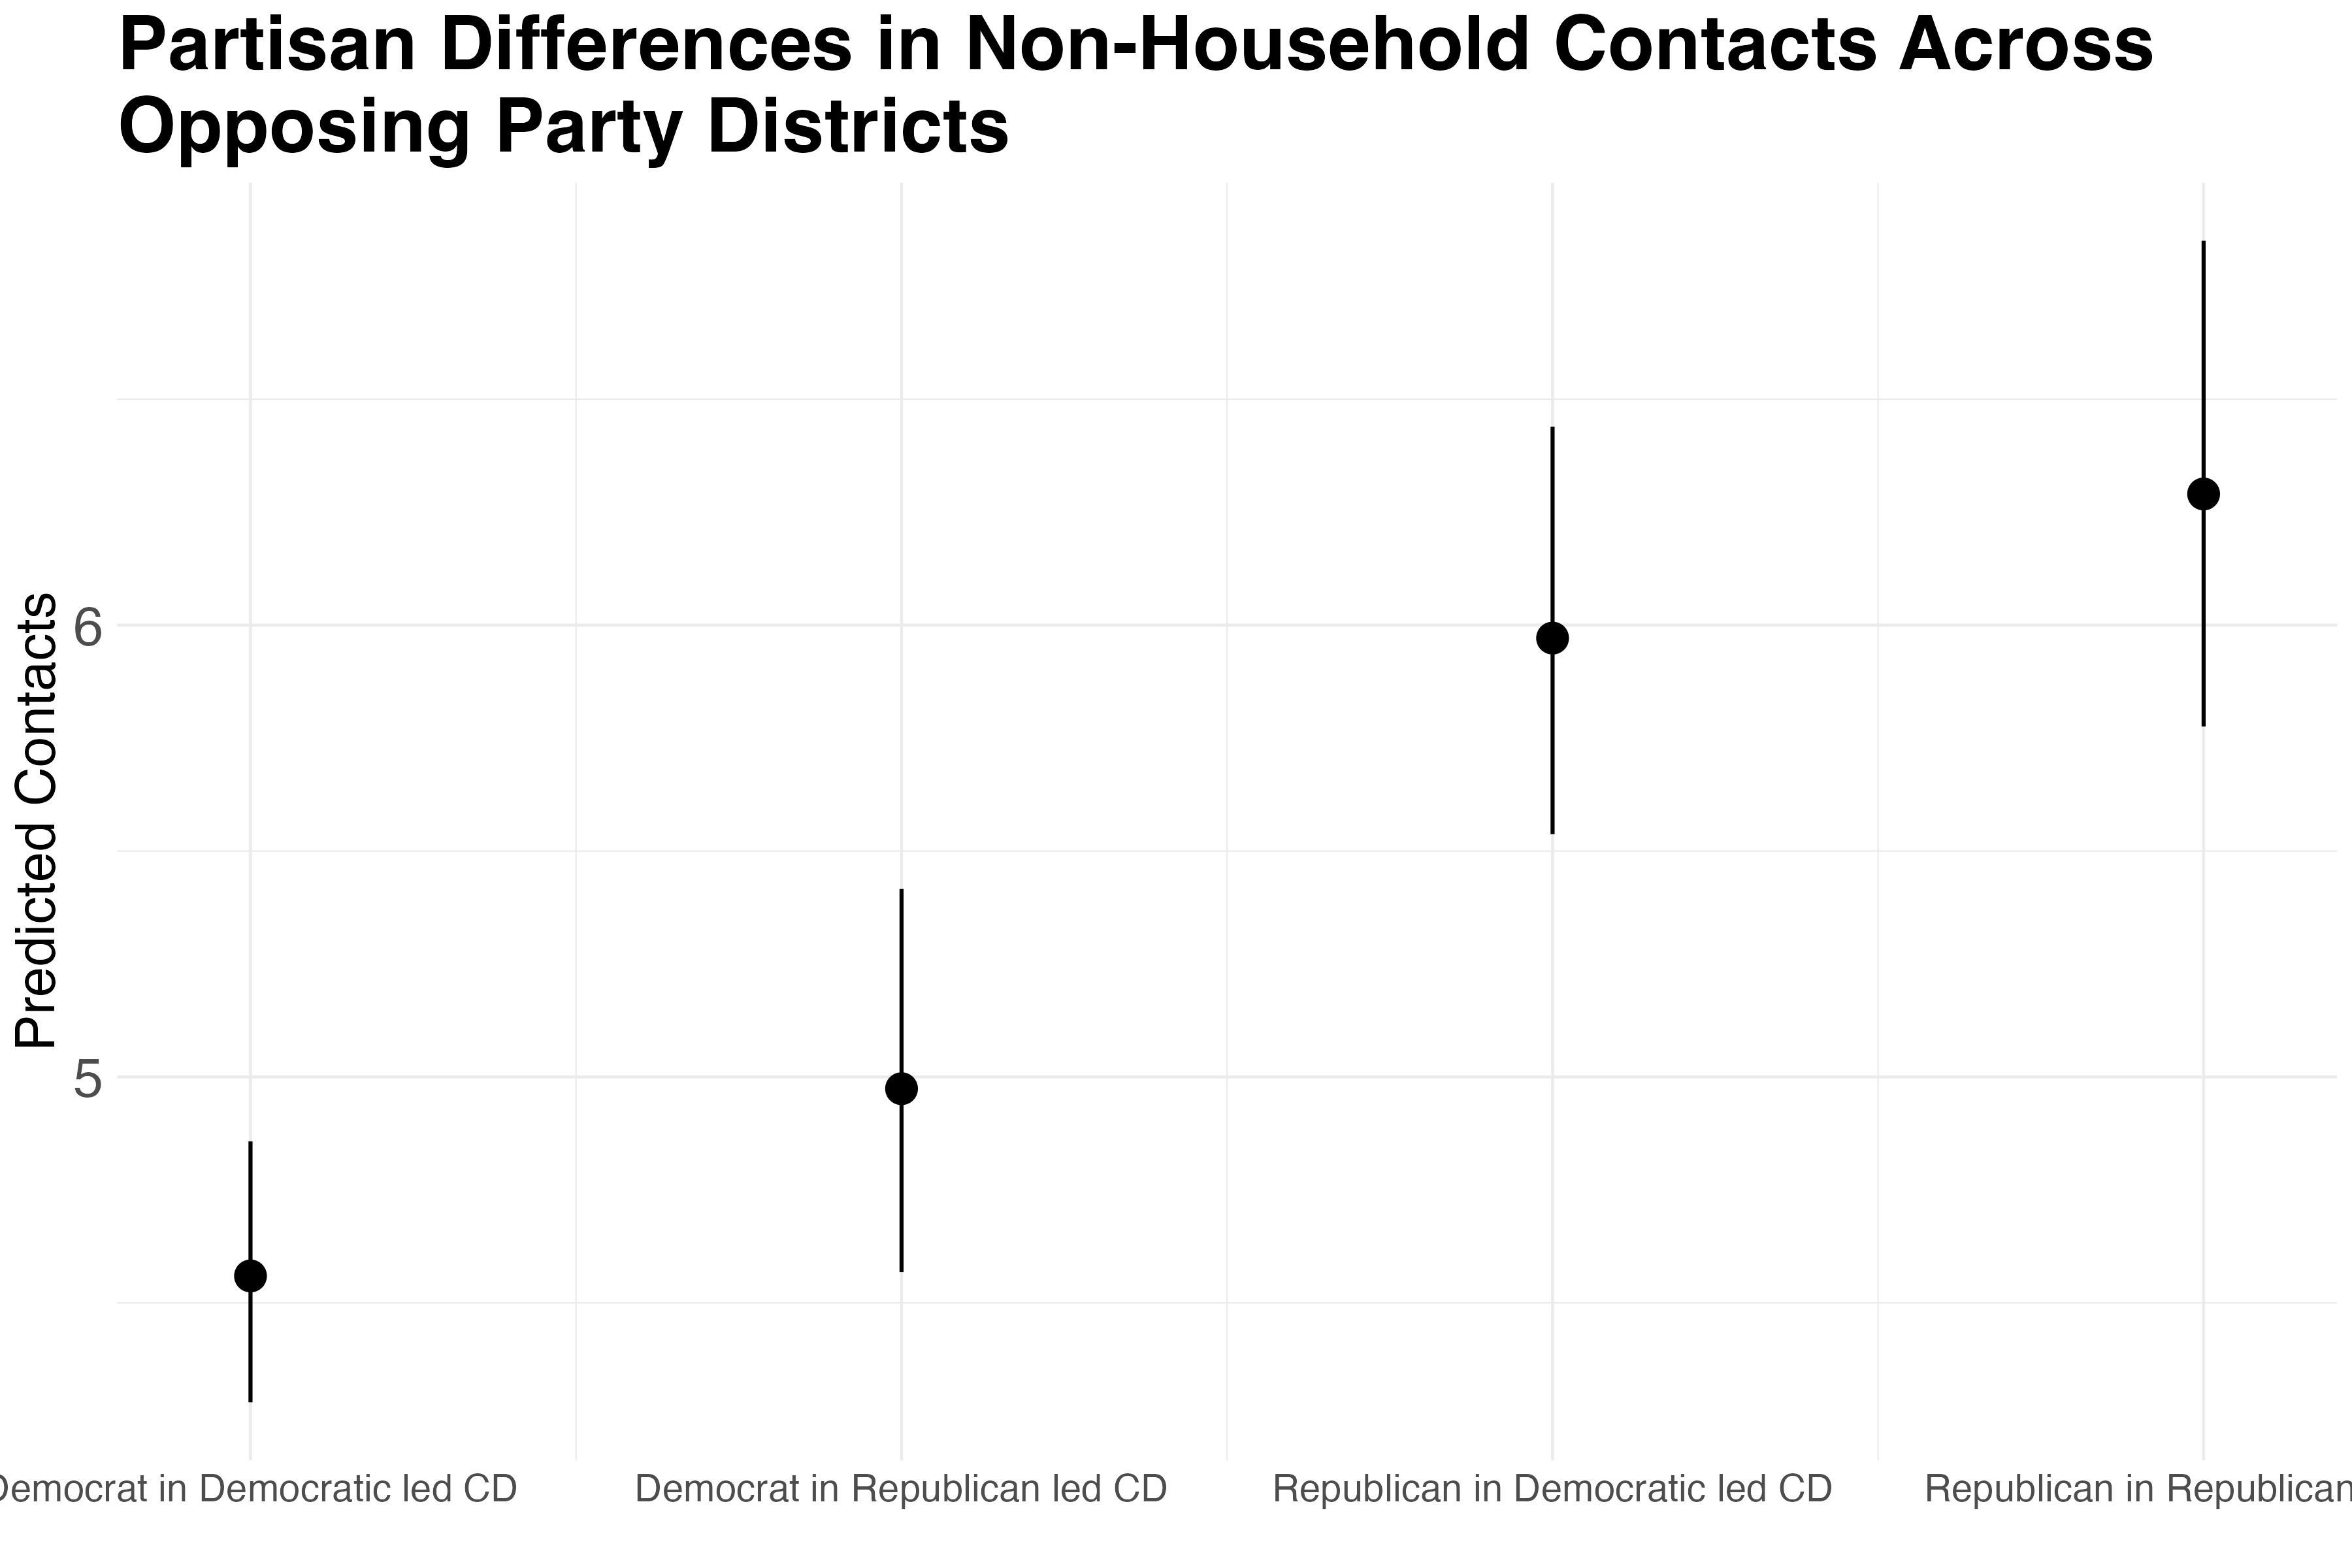 Partisan Differences in Non-Household Contacts Across
Opposing Party Districts
Predicted Contacts
6
5
Democrat in Democratic led CD
Democrat in Republican led CD
Republican in Democratic led CD
Republican in Republican